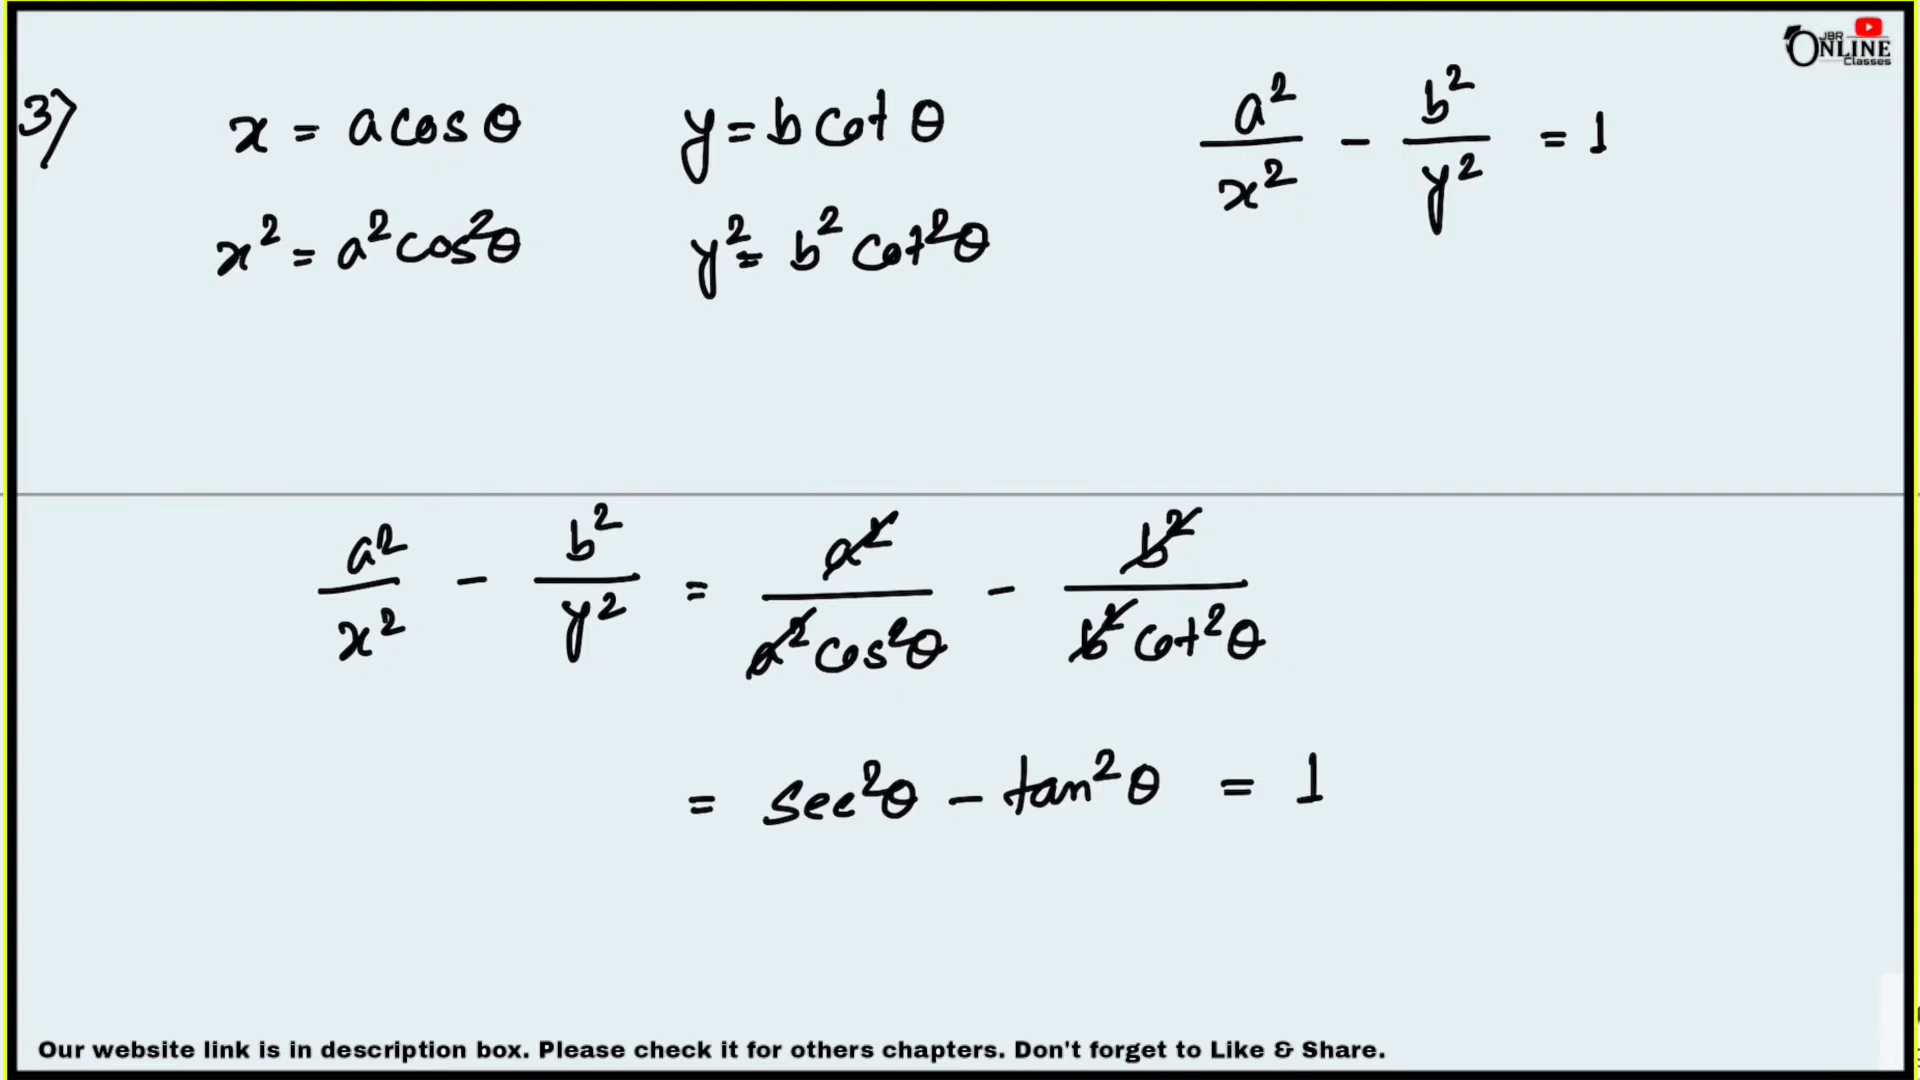 JBR
ONLINE
Classes
3) x = a cos θ y = b cot θ a²/x² - b²/y² = 1
x² = a² cos²θ y² = b² cot²θ
a²/x² - b²/y² = a²/a² cos²θ - b²/b² cot²θ
= sec²θ - tan²θ = 1
Our website link is in description box. Please check it for others chapters. Don't forget to Like & Share.